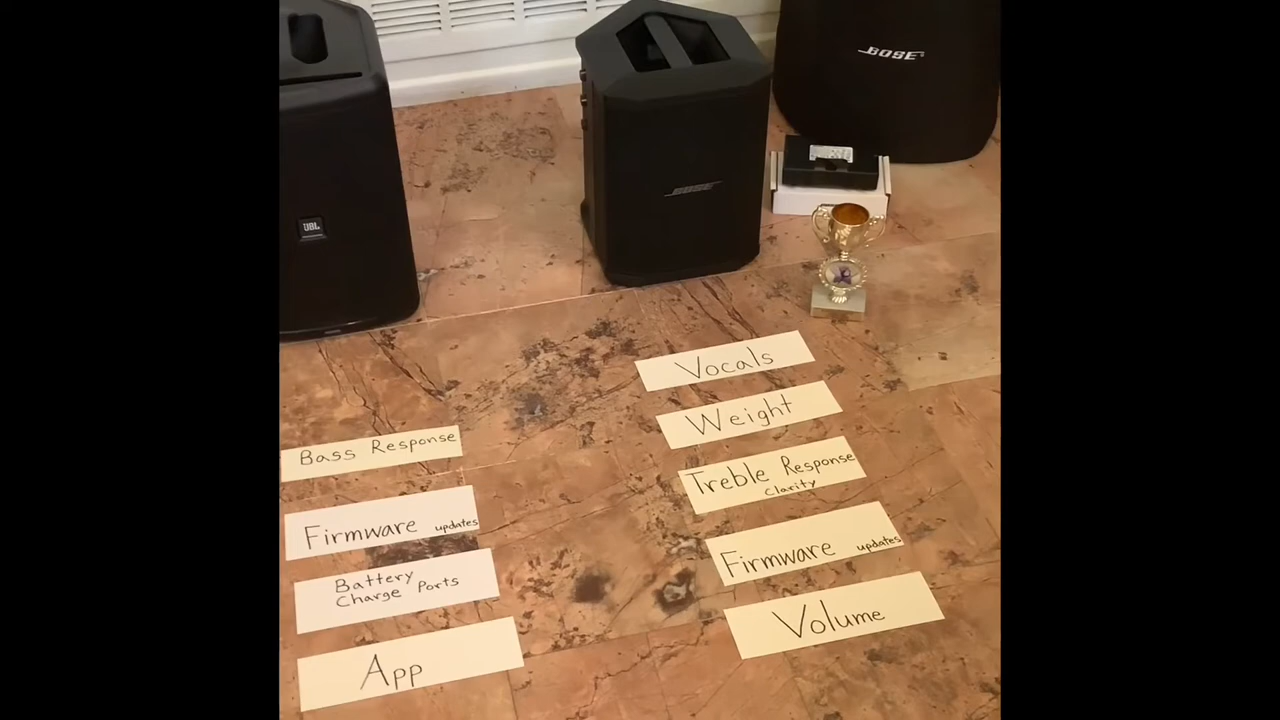 BOSE
BOSE
JBL
Vocals
Weight
Treble Response
Clarity
Firmware updates
Volume
Bass Response
Firmware updates
Battery
Charge Ports
App